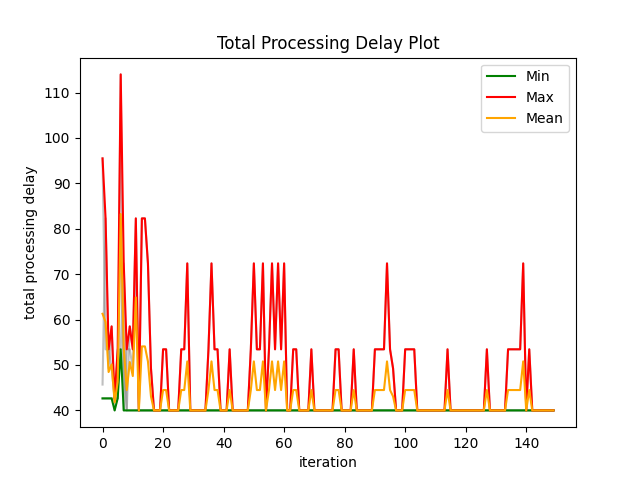 Total Processing Delay Plot
Min
Max
Mean
total processing delay
110
100
90
80
70
60
50
40
0 20 40 60 80 100 120 140
iteration